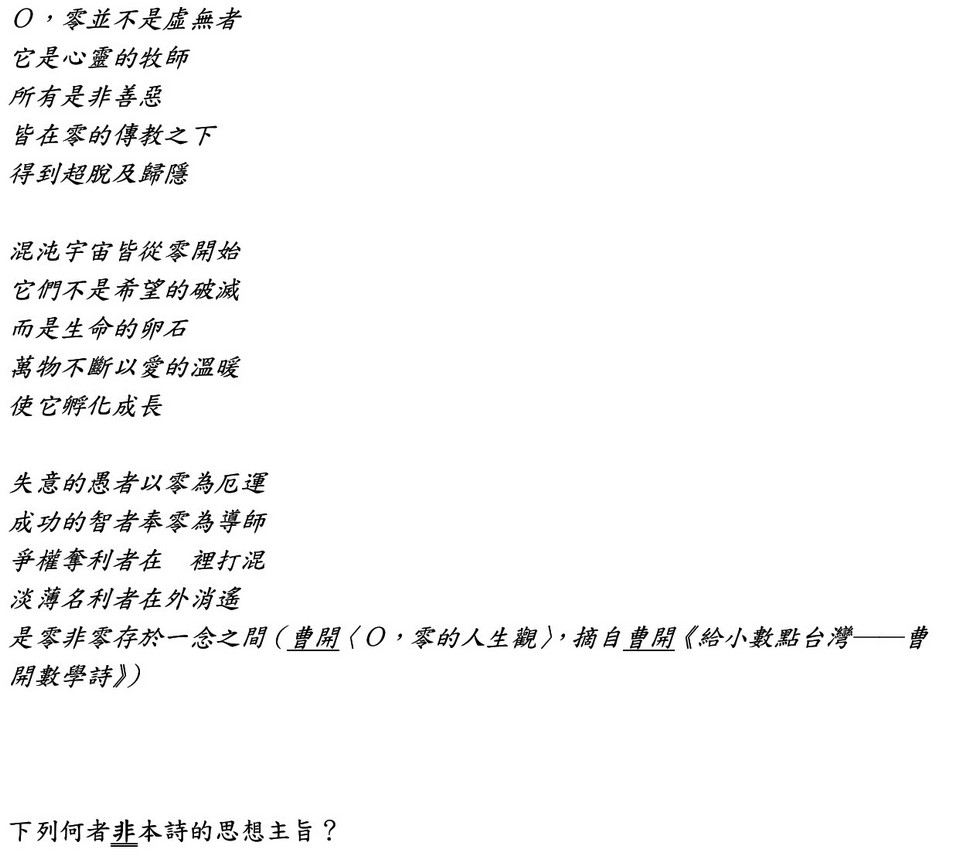 ○，零並不是虛無者
它是心靈的牧師
所有是非善惡
皆在零的傳教之下
得到超脫及歸隱
混沌宇宙皆從零開始
它們不是希望的破滅
而是生命的卵石
萬物不斷以愛的溫暖
使它孵化成長
失意的愚者以零為厄運
成功的智者奉零為導師
爭權奪利者在　裡打混
淡薄名利者在外消遙
是零非零存於一念之間（曹開〈○，零的人生觀〉，摘自曹開《給小數點台灣──曹
開數學詩》）
下列何者非本詩的思想主旨？